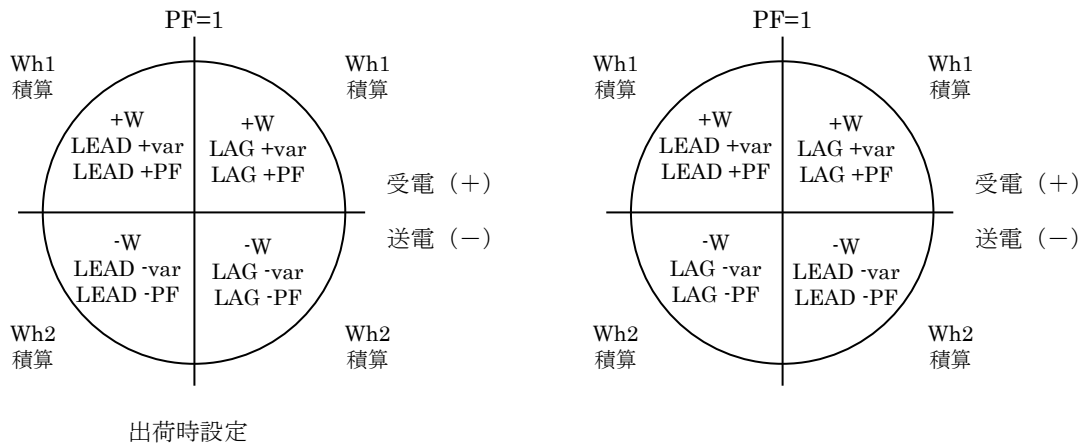 PF=1
Wh1
積算
Wh1
積算
+W
LEAD +var
LEAD +PF
+W
LAG +var
LAG +PF
受電（＋）
送電（－）
-W
LEAD -var
LEAD -PF
-W
LAG -var
LAG -PF
Wh2
積算
Wh2
積算
出荷時設定
PF=1
Wh1
積算
Wh1
積算
+W
LEAD +var
LEAD +PF
+W
LAG +var
LAG +PF
受電（＋）
送電（－）
-W
LAG -var
LAG -PF
-W
LEAD -var
LEAD -PF
Wh2
積算
Wh2
積算